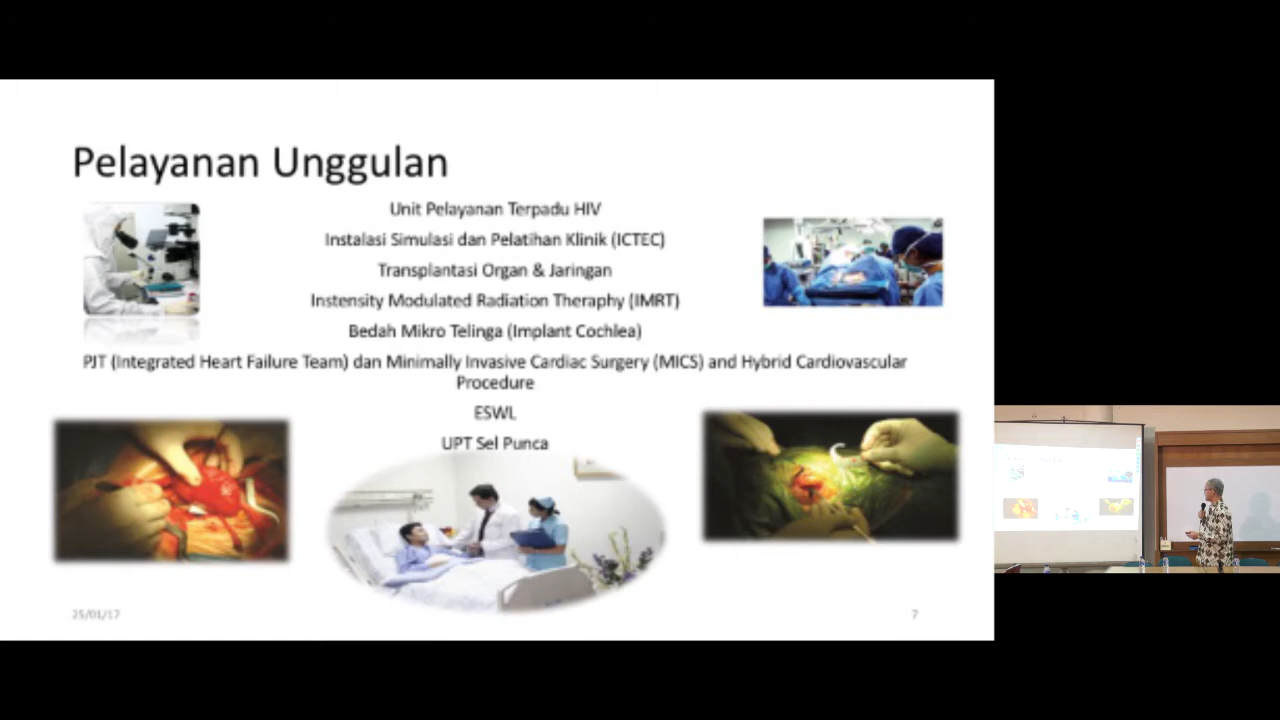 Pelayanan Unggulan
Unit Pelayanan Terpadu HIV
Instalasi Simulasi dan Pelatihan Klinik (ICTEC)
Transplantasi Organ & Jaringan
Instensity Modulated Radiation Theraphy (IMRT)
Bedah Mikro Telinga (Implant Cochlea)
PJT (Integrated Heart Failure Team) dan Minimally Invasive Cardiac Surgery (MICS) and Hybrid Cardiovascular
Procedure
ESWL
UPT Sel Punca
25/01/17
7